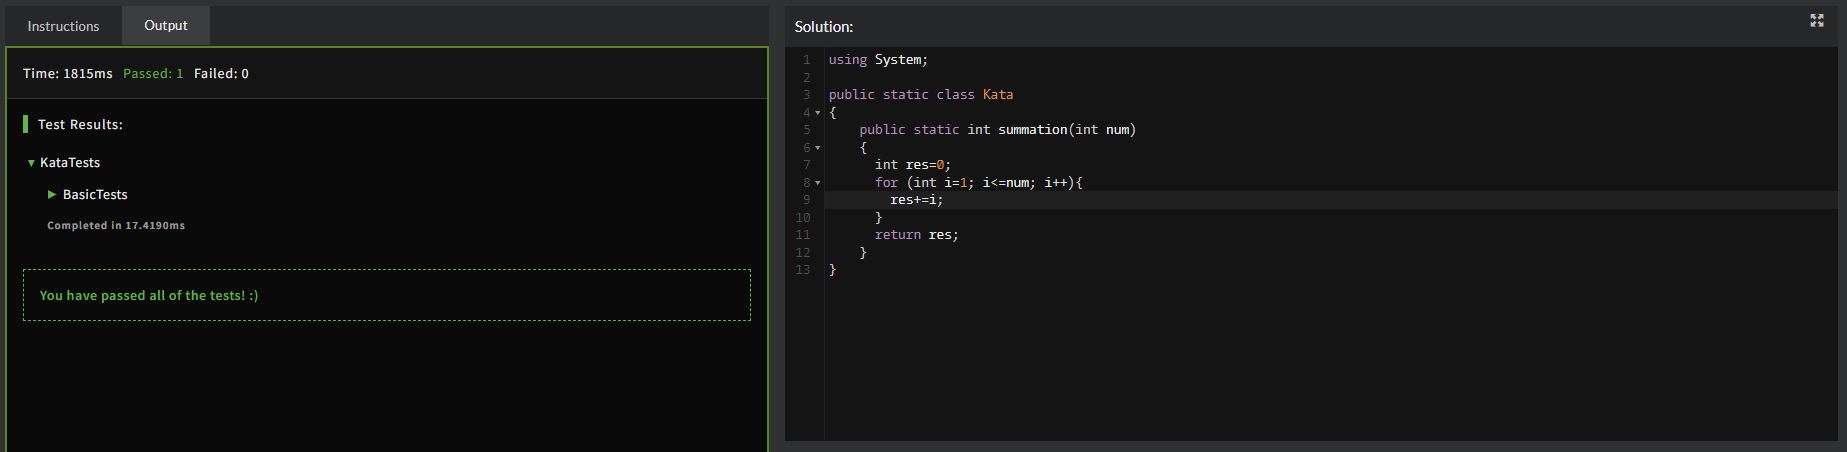 Instructions Output
Time: 1815ms Passed: 1 Failed: 0
Test Results:
KataTests
BasicTests
Completed in 17.4190ms
You have passed all of the tests! :)
Solution:
1 using System;
2
3 public static class Kata
4 {
5     public static int summation(int num)
6     {
7       int res=0;
8       for (int i=1; i<=num; i++){
9         res+=i;
10       }
11       return res;
12     }
13 }